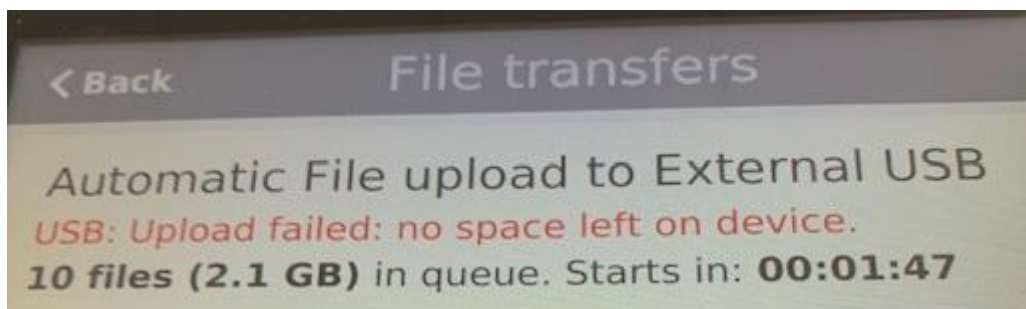 < Back File transfers
Automatic File upload to External USB
USB: Upload failed: no space left on device.
10 files (2.1 GB) in queue. Starts in: 00:01:47